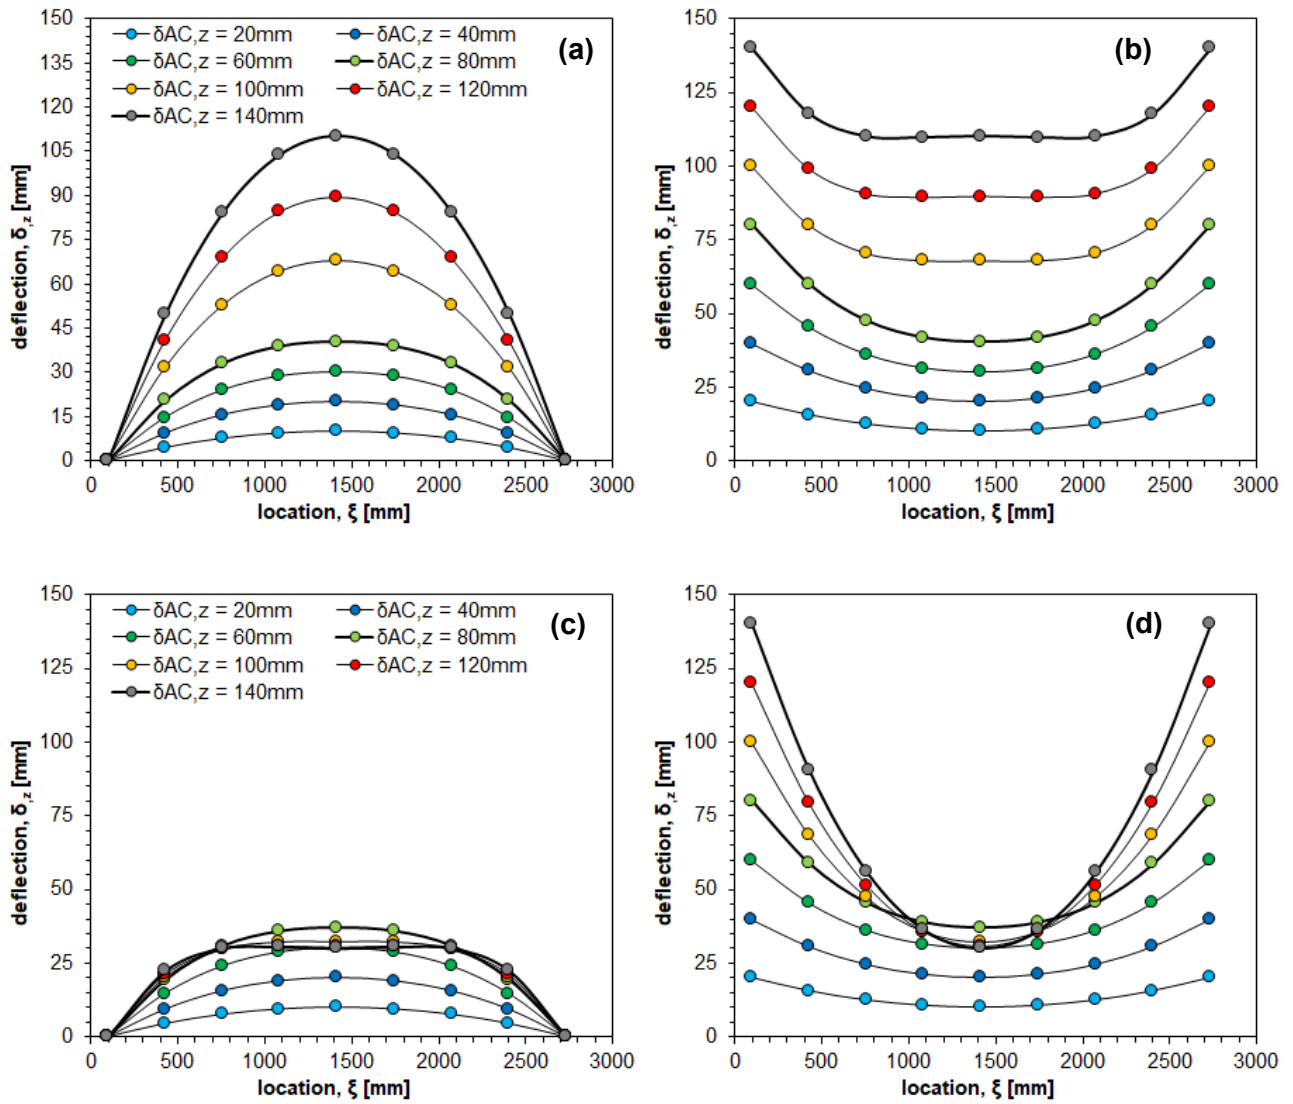 150
135
120
105
90
75
60
45
30
15
0
deflection, δ,z [mm]
δAC,z = 20mm
δAC,z = 40mm
δAC,z = 60mm
δAC,z = 80mm
δAC,z = 100mm
δAC,z = 120mm
δAC,z = 140mm
(a)
0 500 1000 1500 2000 2500 3000
location, ξ [mm]
150
125
100
75
50
25
0
deflection, δ,z [mm]
(b)
0 500 1000 1500 2000 2500 3000
location, ξ [mm]
150
125
100
75
50
25
0
deflection, δ,z [mm]
δAC,z = 20mm
δAC,z = 40mm
δAC,z = 60mm
δAC,z = 80mm
δAC,z = 100mm
δAC,z = 120mm
δAC,z = 140mm
(c)
0 500 1000 1500 2000 2500 3000
location, ξ [mm]
150
125
100
75
50
25
0
deflection, δ,z [mm]
(d)
0 500 1000 1500 2000 2500 3000
location, ξ [mm]